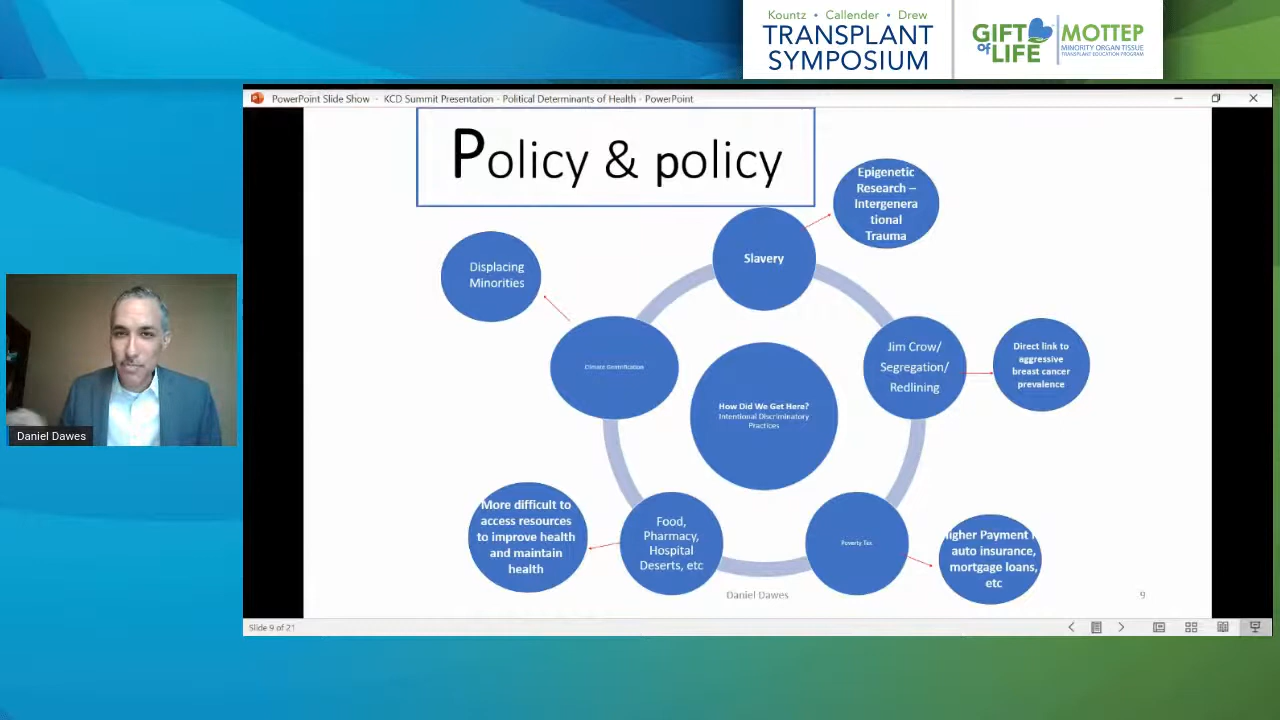 Kountz • Callender • Drew
TRANSPLANT
SYMPOSIUM
GIFT of LIFE
MOTTEP
MINORITY ORGAN TISSUE
TRANSPLANT EDUCATION PROGRAM
PowerPoint Slide Show - KCD Summit Presentation - Political Determinants of Health - PowerPoint
Policy & policy
Epigenetic
Research –
Intergenera
tional
Trauma
Slavery
Displacing
Minorities
Climate Gentrification
Jim Crow/
Segregation/
Redlining
Direct link to
aggressive
breast cancer
prevalence
How Did We Get Here?
Intentional Discriminatory
Practices
More difficult to
access resources
to improve health
and maintain
health
Food,
Pharmacy,
Hospital
Deserts, etc
Poverty Tax
igher Payment
auto insurance,
mortgage loans,
etc
Daniel Dawes
9
Daniel Dawes
Slide 9 of 21